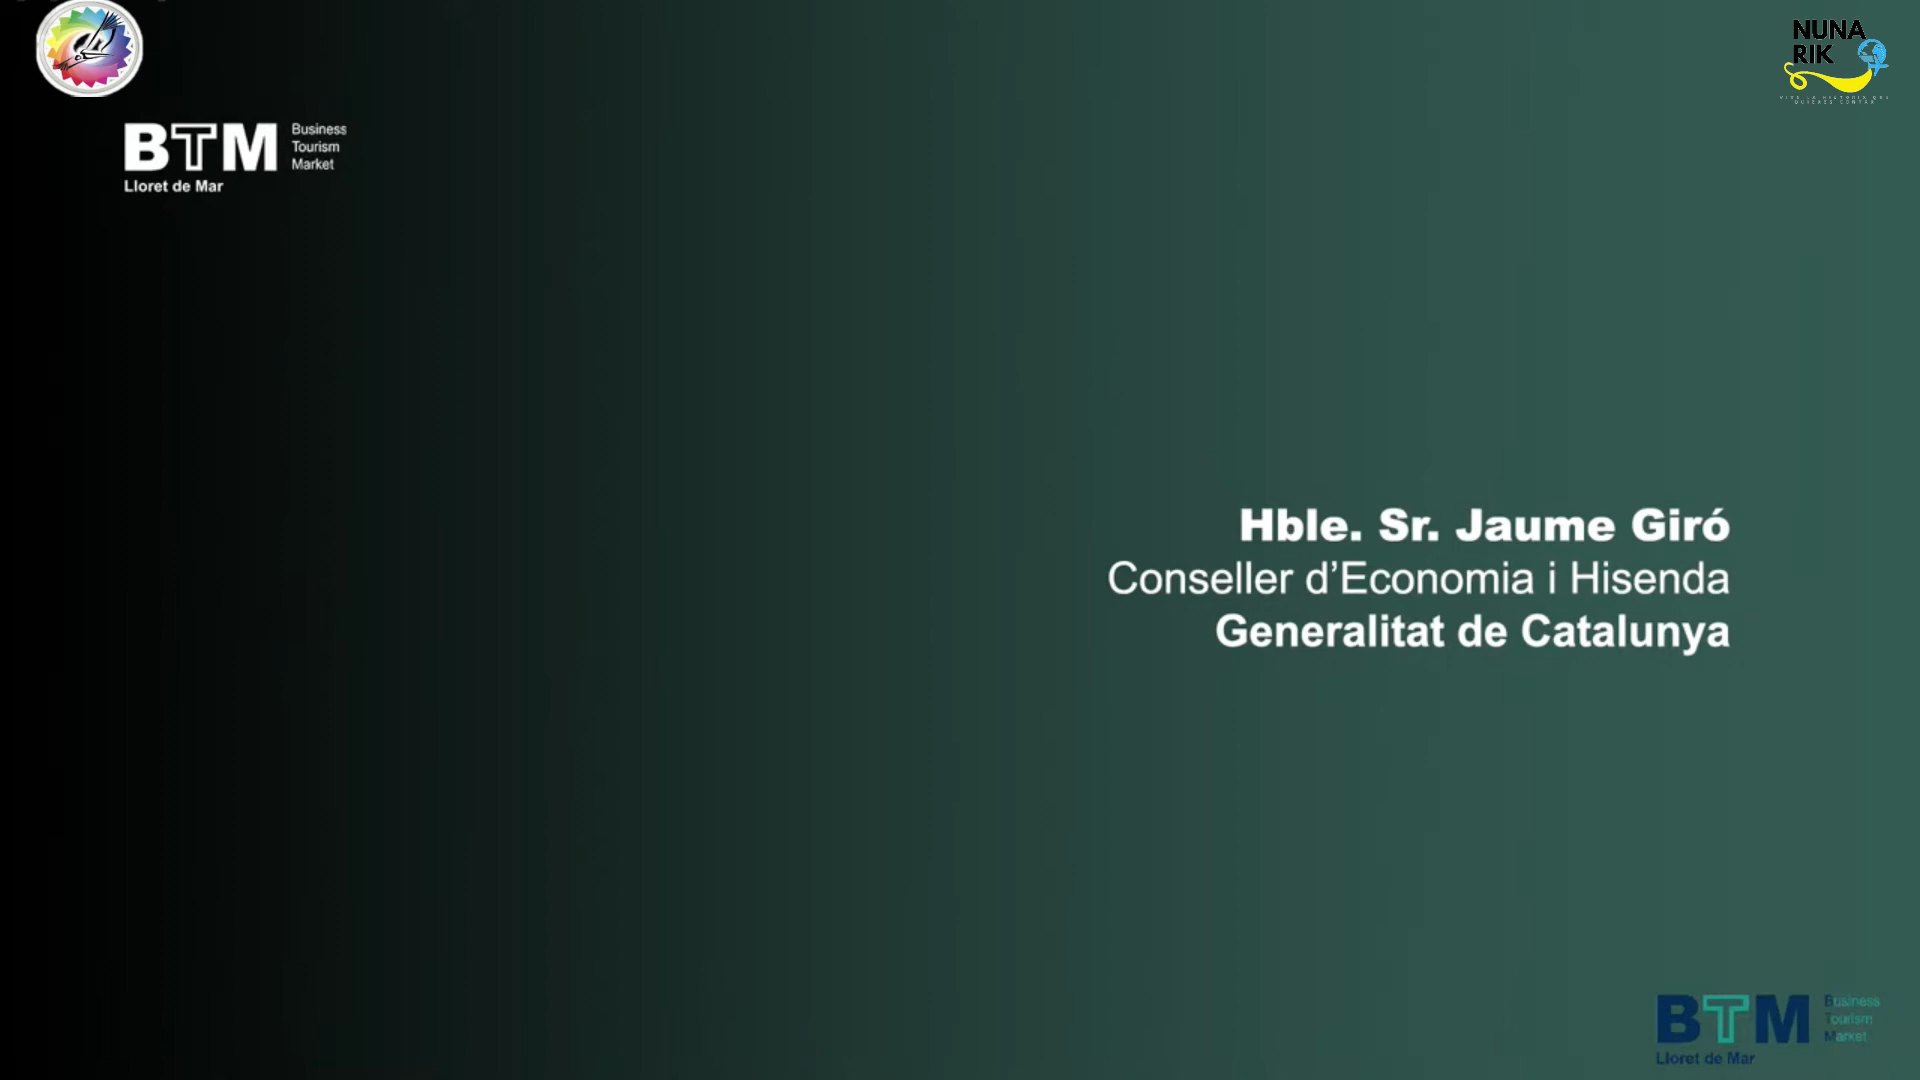 NUNA
RIK
BTM
Business
Tourism
Market
Lloret de Mar
Hble. Sr. Jaume Giró
Conseller d’Economia i Hisenda
Generalitat de Catalunya
BTM
Business
Tourism
Market
Lloret de Mar